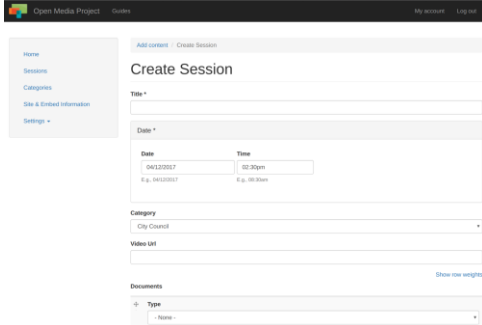 Open Media Project Guides My account Log out
Home
Sessions
Categories
Site & Embed Information
Settings
Add content / Create Session
Create Session
Title *
Date *
Date Time
04/12/2017 02:30pm
E.g., 04/12/2017 E.g., 02:30pm
Category
City Council
Video Url
Show row weights
Documents
Type
- None -